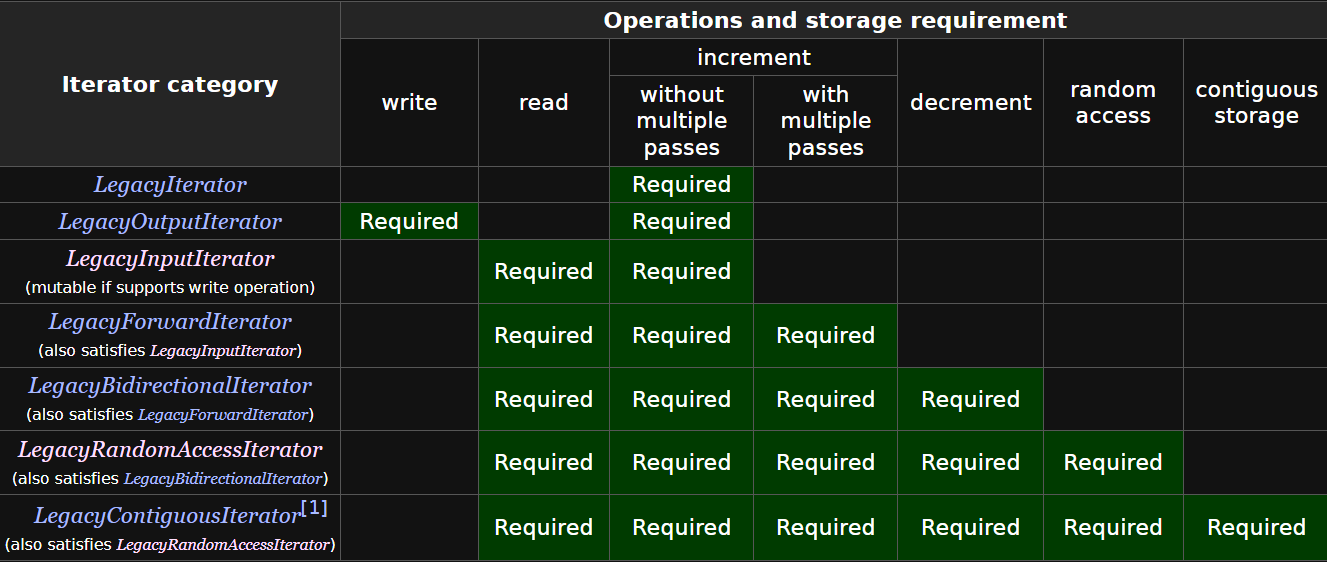 Iterator category
Operations and storage requirement
write
read
increment
without
multiple
passes
with
multiple
passes
decrement
random
access
contiguous
storage
LegacyIterator
Required
LegacyOutputIterator
Required
Required
LegacyInputIterator
(mutable if supports write operation)
Required
Required
LegacyForwardIterator
(also satisfies LegacyInputIterator)
Required
Required
Required
LegacyBidirectionalIterator
(also satisfies LegacyForwardIterator)
Required
Required
Required
Required
LegacyRandomAccessIterator
(also satisfies LegacyBidirectionalIterator)
Required
Required
Required
Required
Required
LegacyContiguousIterator[1]
(also satisfies LegacyRandomAccessIterator)
Required
Required
Required
Required
Required
Required